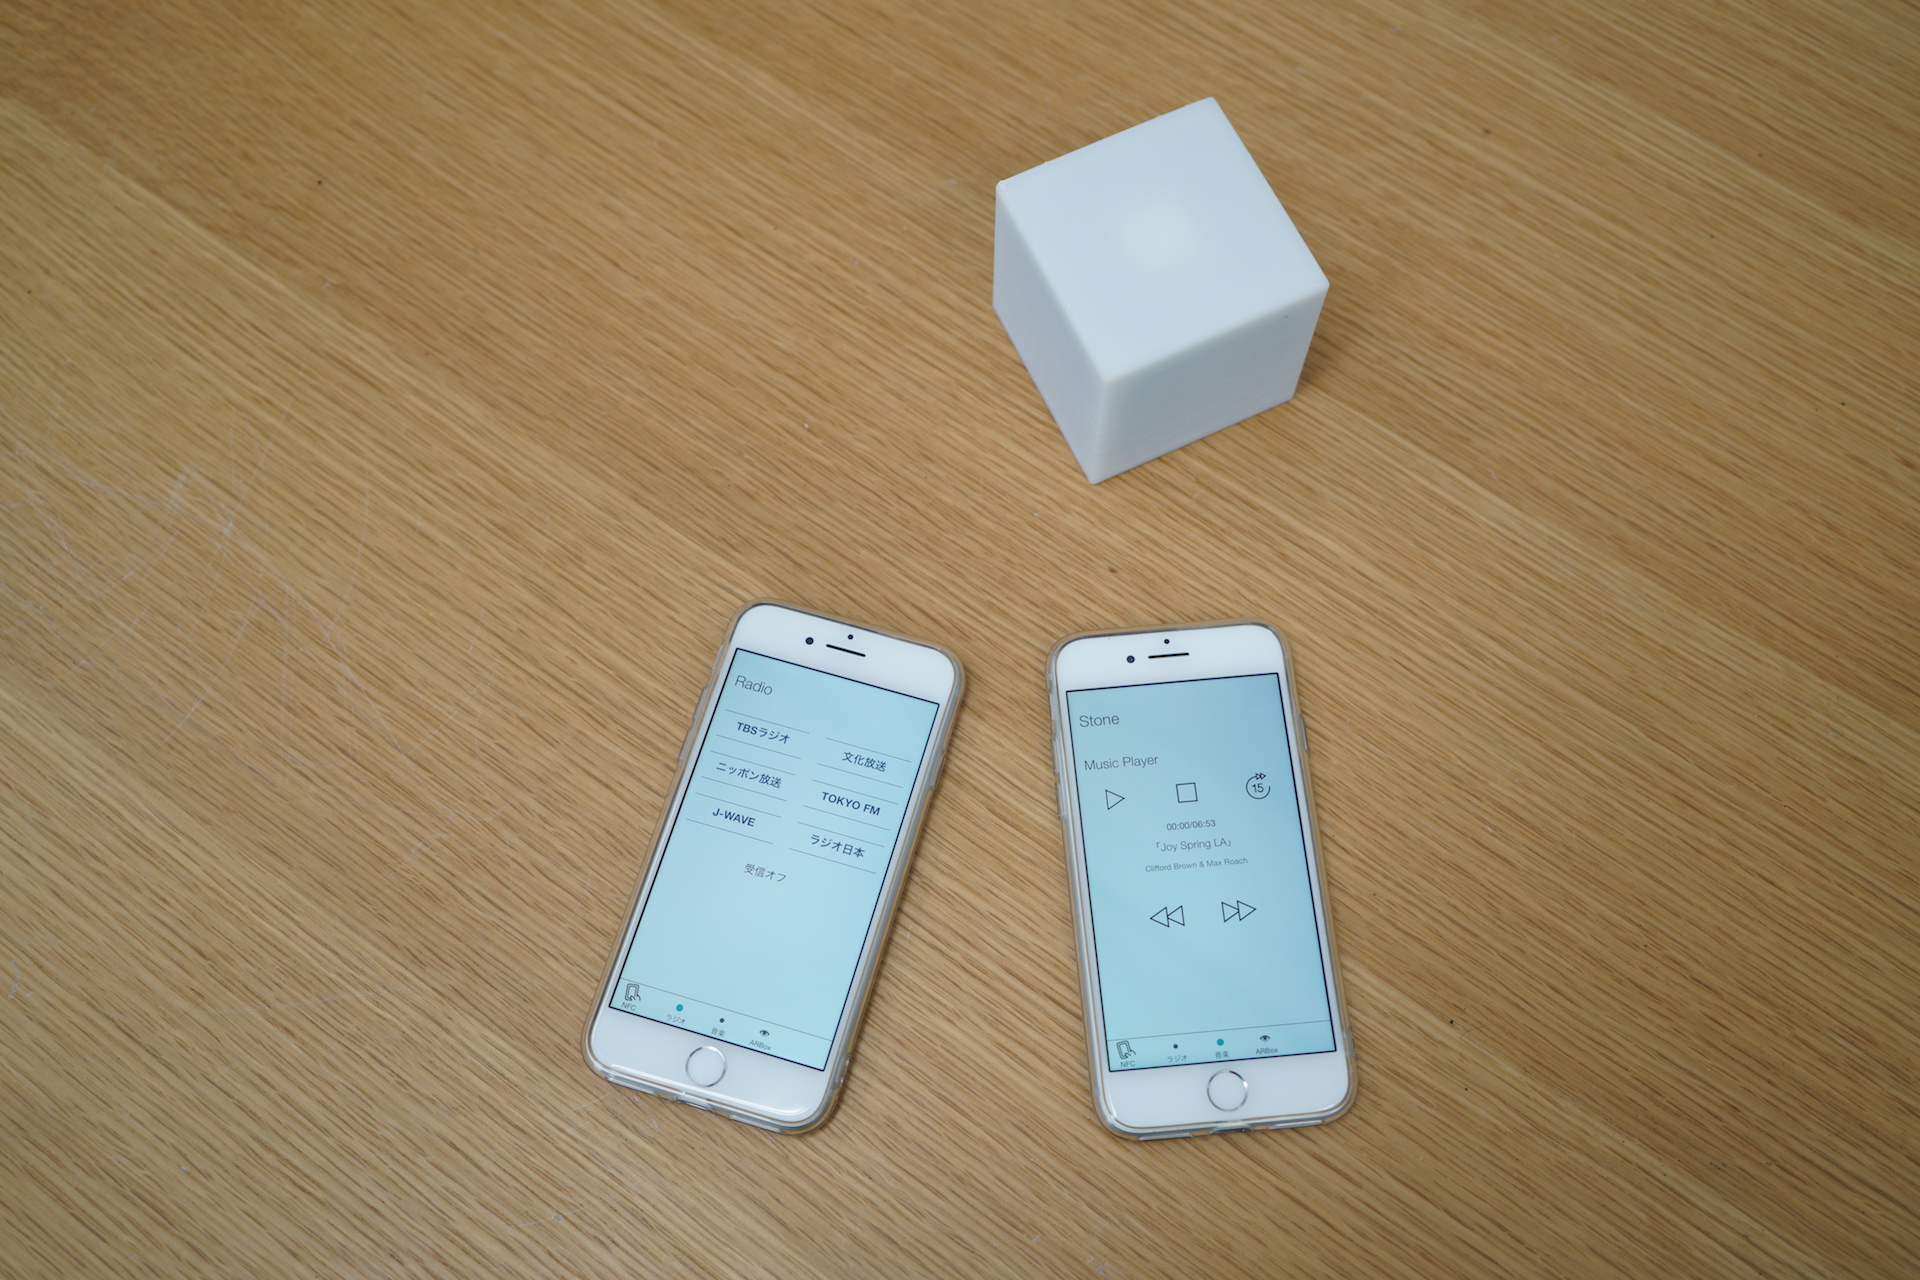 Radio
TBSラジオ
文化放送
ニッポン放送
TOKYO FM
J-WAVE
ラジオ日本
受信オフ
NFC
ラジオ
音楽
ARBox
Stone
Music Player
15
00:00/06:53
「Joy Spring LA」
Clifford Brown & Max Roach
NFC
ラジオ
音楽
ARBox